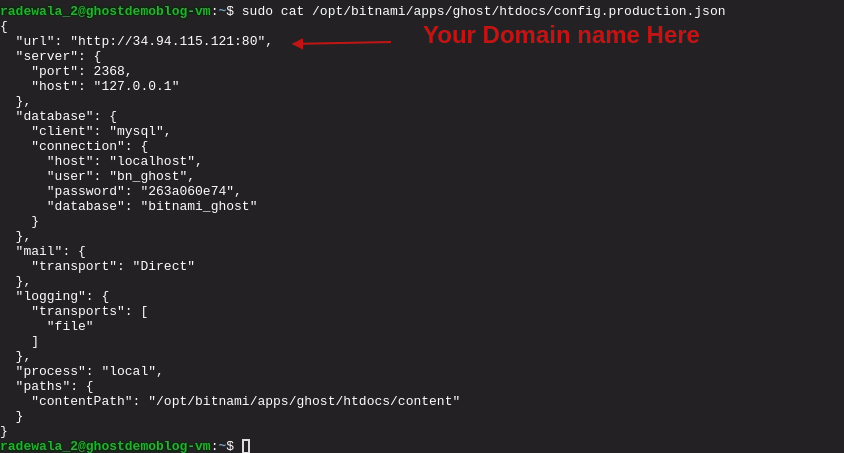 radewala_2@ghostdemoblog-vm:~$ sudo cat /opt/bitnami/apps/ghost/htdocs/config.production.json
{
  "url": "http://34.94.115.121:80",
Your Domain name Here
  "server": {
    "port": 2368,
    "host": "127.0.0.1"
  },
  "database": {
    "client": "mysql",
    "connection": {
      "host": "localhost",
      "user": "bn_ghost",
      "password": "263a060e74",
      "database": "bitnami_ghost"
    }
  },
  "mail": {
    "transport": "Direct"
  },
  "logging": {
    "transports": [
      "file"
    ]
  },
  "process": "local",
  "paths": {
    "contentPath": "/opt/bitnami/apps/ghost/htdocs/content"
  }
}
radewala_2@ghostdemoblog-vm:~$